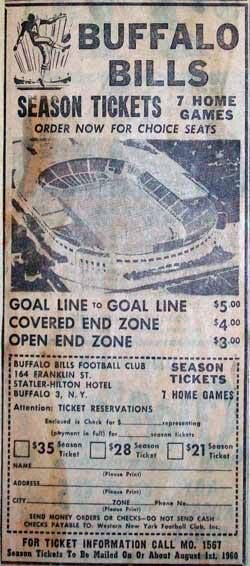 BUFFALO
BILLS
SEASON TICKETS 7 HOME GAMES
ORDER NOW FOR CHOICE SEATS
GOAL LINE TO GOAL LINE $5.00
COVERED END ZONE $4.00
OPEN END ZONE $3.00
BUFFALO BILLS FOOTBALL CLUB
164 FRANKLIN ST.
STATLER-HILTON HOTEL
BUFFALO 3, N. Y.
SEASON
TICKETS
7 HOME GAMES
Attention: TICKET RESERVATIONS
Enclosed is Check for $ representing
(payment in full) for season tickets
$35 Season Ticket $28 Season Ticket $21 Season Ticket
NAME
(Please Print)
ADDRESS
(Please Print)
CITY ZONE Phone No.
(Please Print)
SEND MONEY ORDERS OR CHECKS—DO NOT SEND CASH
CHECKS PAYABLE TO: Western New York Football Club, Inc.
FOR TICKET INFORMATION CALL MO. 1567
Season Tickets To Be Mailed On or About August 1st, 1960